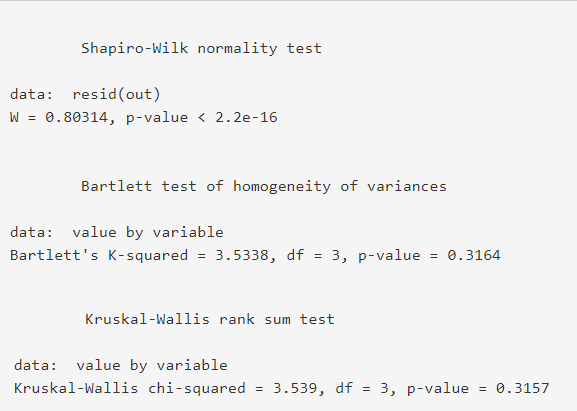 Shapiro-Wilk normality test
data:  resid(out)
W = 0.80314, p-value < 2.2e-16
Bartlett test of homogeneity of variances
data:  value by variable
Bartlett's K-squared = 3.5338, df = 3, p-value = 0.3164
Kruskal-Wallis rank sum test
data:  value by variable
Kruskal-Wallis chi-squared = 3.539, df = 3, p-value = 0.3157